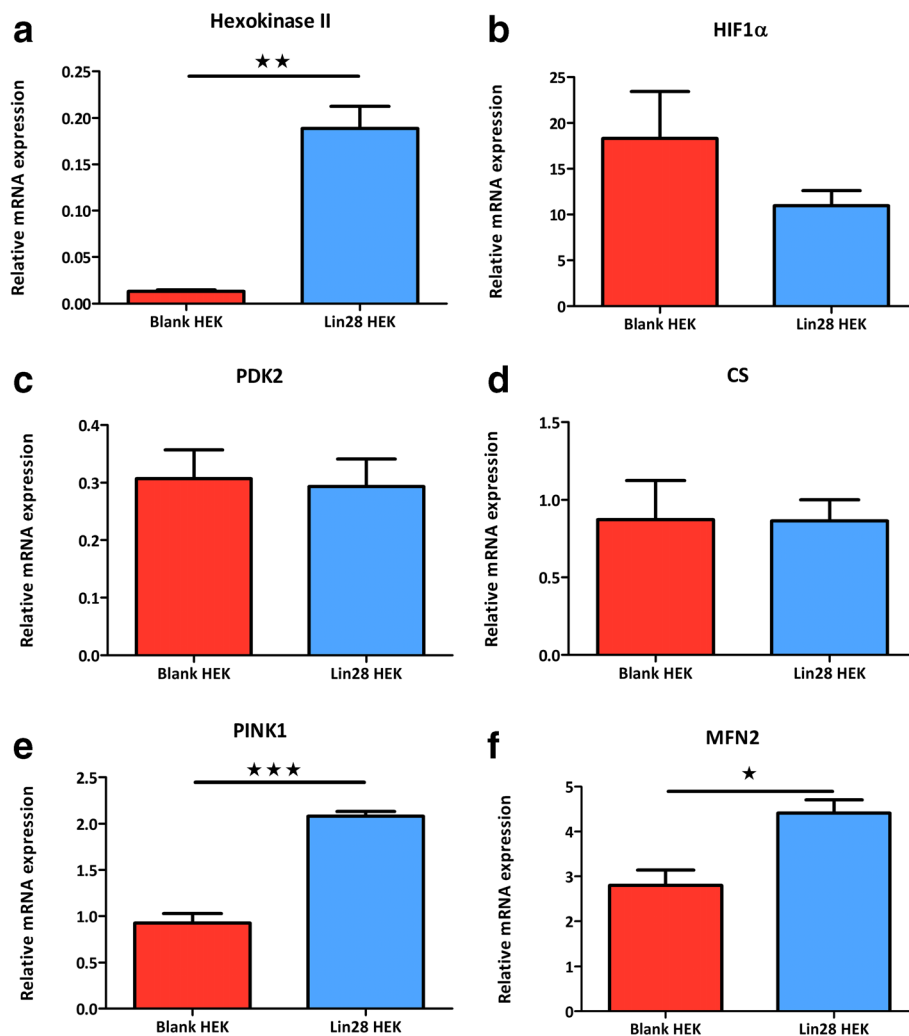 a
Hexokinase II
★★
Relative mRNA expression
0.25
0.20
0.15
0.10
0.05
0.00
Blank HEK
Lin28 HEK
b
HIF1α
Relative mRNA expression
25
20
15
10
5
0
Blank HEK
Lin28 HEK
c
PDK2
Relative mRNA expression
0.4
0.3
0.2
0.1
0.0
Blank HEK
Lin28 HEK
d
CS
Relative mRNA expression
1.5
1.0
0.5
0.0
Blank HEK
Lin28 HEK
e
PINK1
★★★
Relative mRNA expression
2.5
2.0
1.5
1.0
0.5
0.0
Blank HEK
Lin28 HEK
f
MFN2
★
Relative mRNA expression
5
4
3
2
1
0
Blank HEK
Lin28 HEK